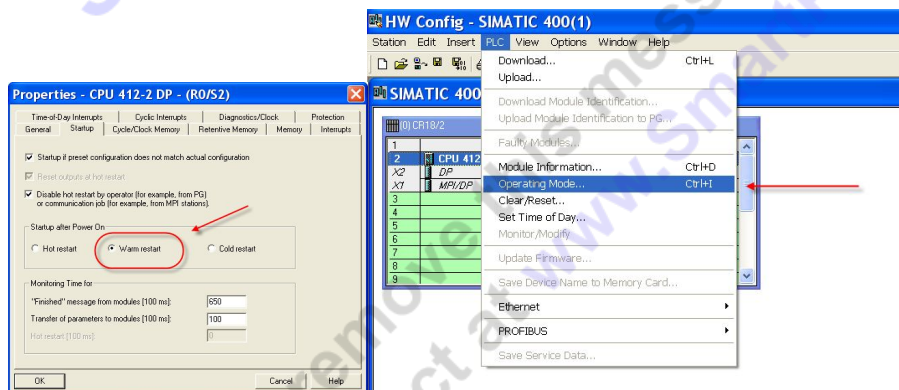 Properties - CPU 412-2 DP - (R0/S2)
Time-of-Day Interrupts Cyclic Interrupts Diagnostics/Clock Protection
General Startup Cycle/Clock Memory Retentive Memory Memory Interrupts
Startup if preset configuration does not match actual configuration
Reset outputs at hot restart
Disable hot restart by operator (for example, from PG)
or communication job (for example, from MPI stations).
Startup after Power On
Hot restart Warm restart Cold restart
Monitoring Time for
"Finished" message from modules [100 ms]: 650
Transfer of parameters to modules [100 ms]: 100
Hot restart [100 ms]: 0
OK Cancel Help
HW Config - SIMATIC 400(1)
Station Edit Insert PLC View Options Window Help
SIMATIC 400
(0) CR18/2
1
2 CPU 412
X2 DP
X1 MPI/DP
3
4
5
6
7
8
9
Download... Ctrl+L
Upload...
Download Module Identification...
Upload Module Identification to PG...
Faulty Modules...
Module Information... Ctrl+D
Operating Mode... Ctrl+I
Clear/Reset...
Set Time of Day...
Monitor/Modify
Update Firmware...
Save Device Name to Memory Card...
Ethernet
PROFIBUS
Save Service Data...